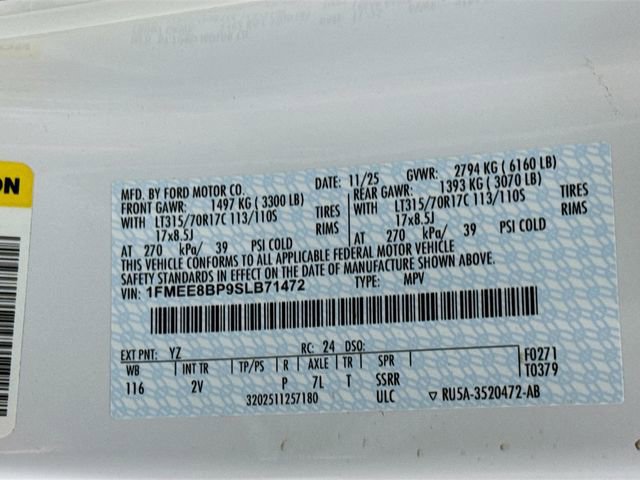 ON
MFD. BY FORD MOTOR CO. DATE: 11/25 GVWR: 2794 KG ( 6160 LB)
FRONT GAWR: 1497 KG ( 3300 LB) REAR GAWR: 1393 KG ( 3070 LB)
WITH LT315/70R17C 113/110S TIRES WITH LT315/70R17C 113/110S TIRES
17x8.5J RIMS 17x8.5J RIMS
AT 270 kPa/ 39 PSI COLD AT 270 kPa/ 39 PSI COLD
THIS VEHICLE CONFORMS TO ALL APPLICABLE FEDERAL MOTOR VEHICLE
SAFETY STANDARDS IN EFFECT ON THE DATE OF MANUFACTURE SHOWN ABOVE.
VIN: 1FMEE8BP9SLB71472 TYPE: MPV
EXT PNT: YZ RC: 24 DSO: F0271
WB INT TR TP/PS R AXLE TR SPR T0379
116 2V P 7L T SSRR
3202511257180 ULC ▼ RU5A-3520472-AB